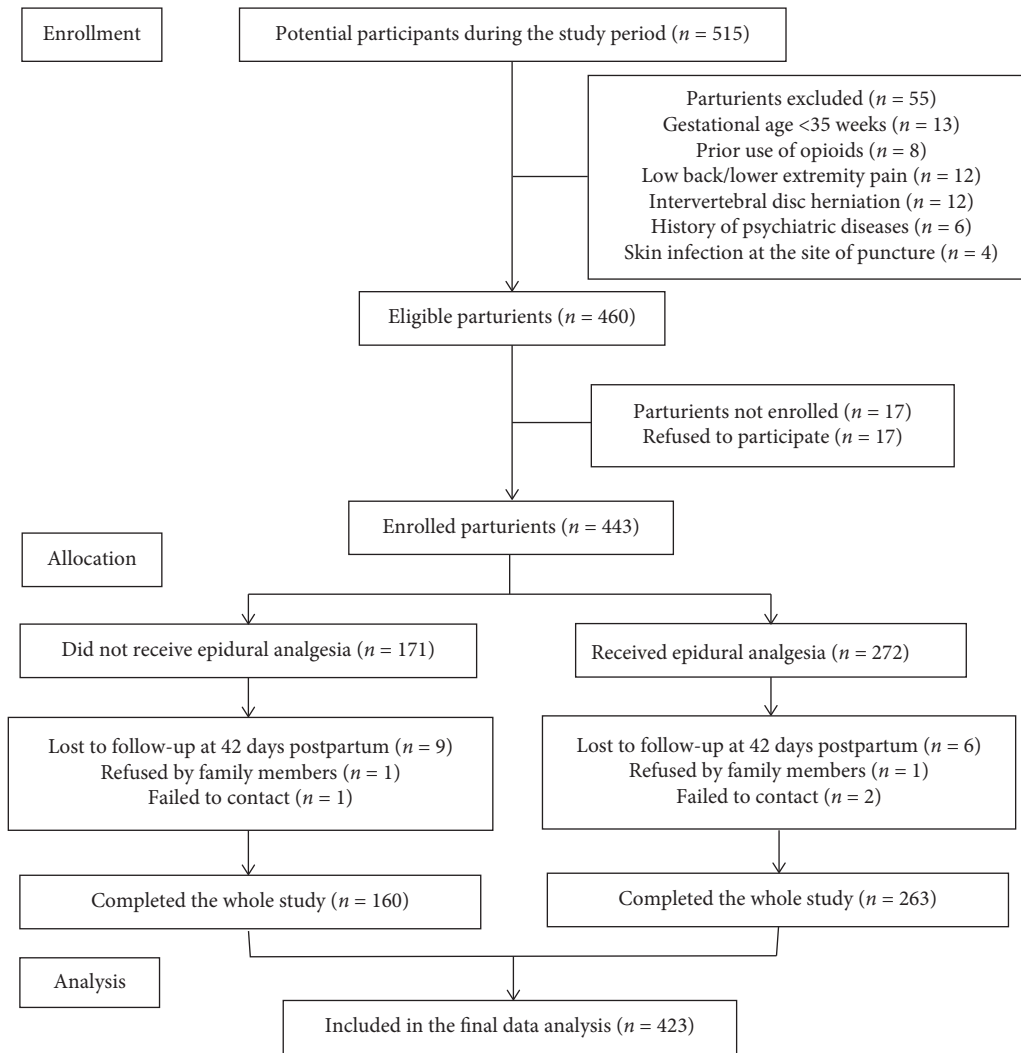 Enrollment
Potential participants during the study period (n = 515)
Parturients excluded (n = 55)
Gestational age <35 weeks (n = 13)
Prior use of opioids (n = 8)
Low back/lower extremity pain (n = 12)
Intervertebral disc herniation (n = 12)
History of psychiatric diseases (n = 6)
Skin infection at the site of puncture (n = 4)
Eligible parturients (n = 460)
Parturients not enrolled (n = 17)
Refused to participate (n = 17)
Enrolled parturients (n = 443)
Allocation
Did not receive epidural analgesia (n = 171)
Received epidural analgesia (n = 272)
Lost to follow-up at 42 days postpartum (n = 9)
Refused by family members (n = 1)
Failed to contact (n = 1)
Lost to follow-up at 42 days postpartum (n = 6)
Refused by family members (n = 1)
Failed to contact (n = 2)
Completed the whole study (n = 160)
Completed the whole study (n = 263)
Analysis
Included in the final data analysis (n = 423)